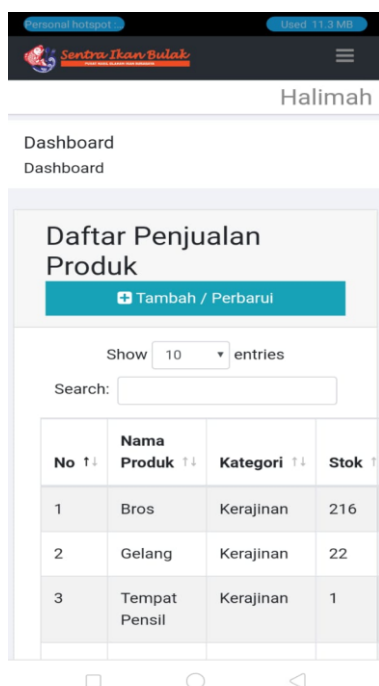 Personal hotspot :
Used 11.3 MB
Sentra Ikan Bulak
Halimah
Dashboard
Dashboard
Daftar Penjualan
Produk
Tambah / Perbarui
Show 10 entries
Search:
No Nama Produk Kategori Stok
1 Bros Kerajinan 216
2 Gelang Kerajinan 22
3 Tempat Pensil Kerajinan 1